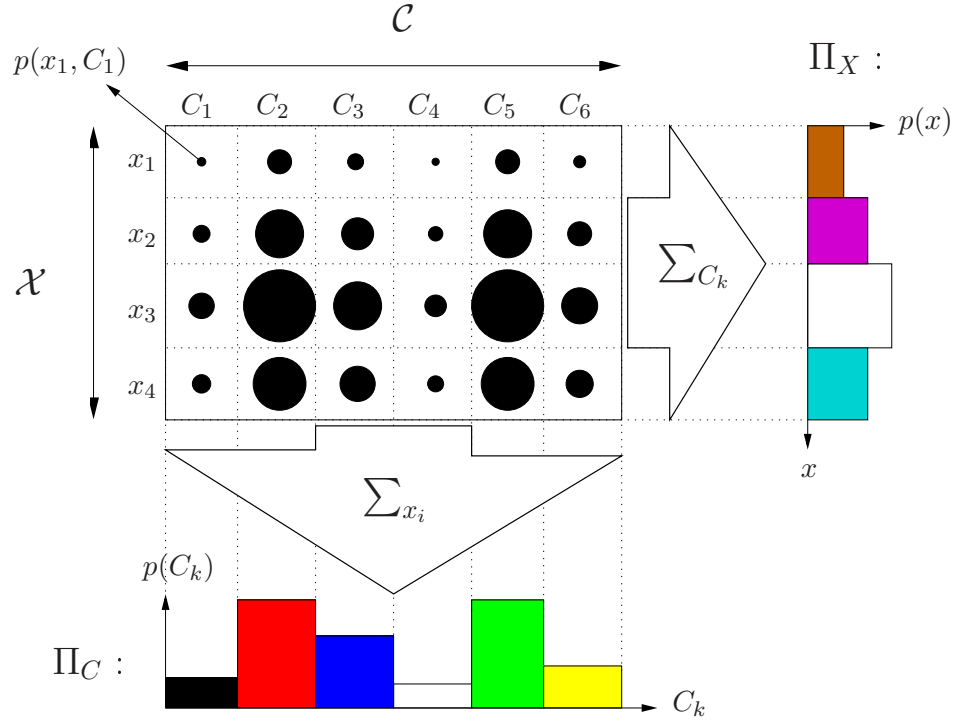 𝒞
p(x₁, C₁)
Π_X :
C₁ C₂ C₃ C₄ C₅ C₆
p(x)
x₁
x₂
∑_{C_k}
𝒳
x₃
x₄
x
∑_{x_i}
p(C_k)
Π_C :
C_k